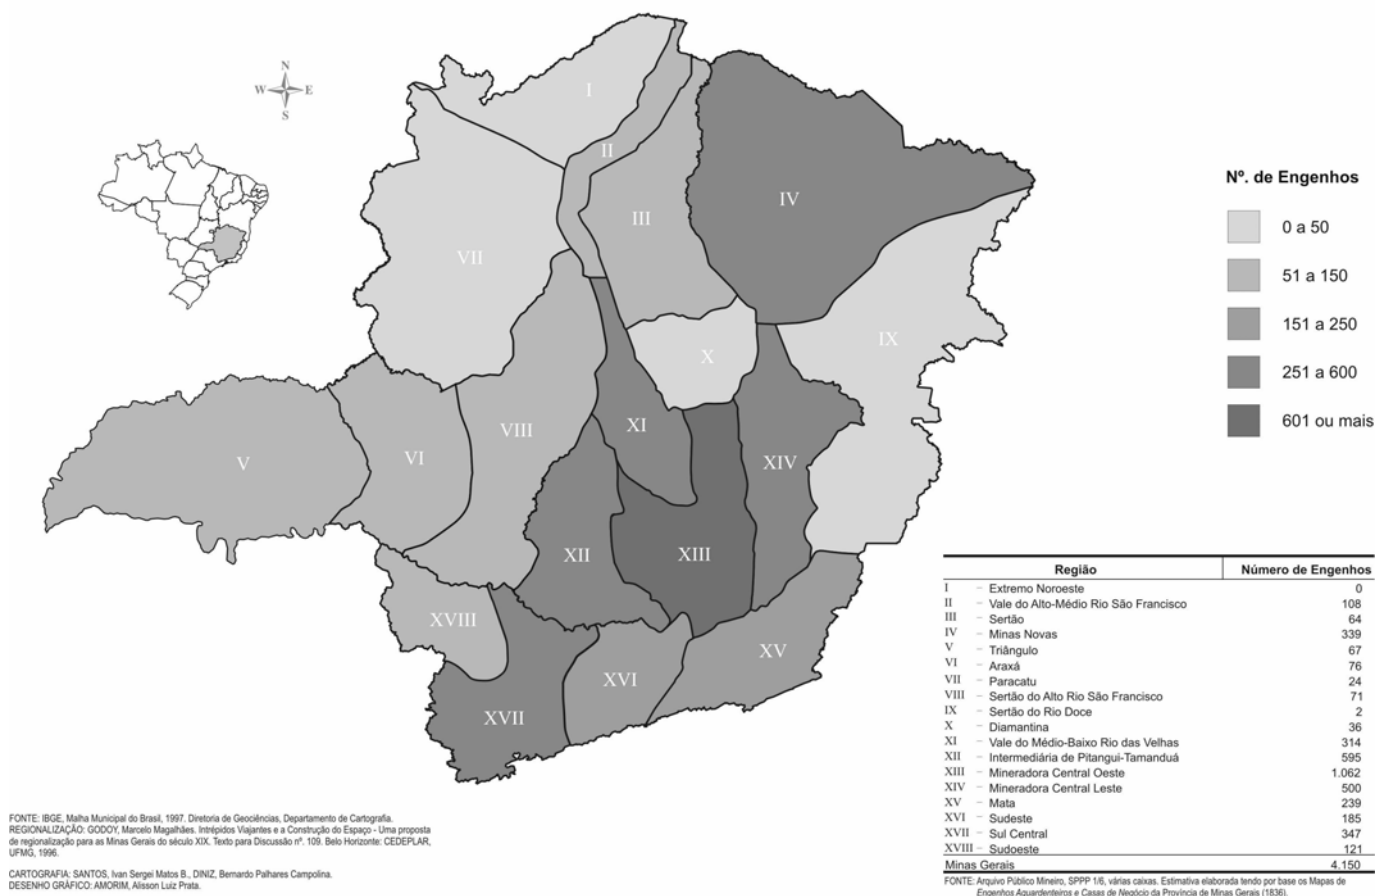 N
W E
S
I
II
III
IV
VII
IX
X
V
VI
VIII
XI
XIV
XII
XIII
XVIII
XVI
XV
XVII
Nº. de Engenhos
0 a 50
51 a 150
151 a 250
251 a 600
601 ou mais
Região Número de Engenhos
I – Extremo Noroeste 0
II – Vale do Alto-Médio Rio São Francisco 108
III – Sertão 64
IV – Minas Novas 339
V – Triângulo 67
VI – Araxá 76
VII – Paracatu 24
VIII – Sertão do Alto Rio São Francisco 71
IX – Sertão do Rio Doce 2
X – Diamantina 36
XI – Vale do Médio-Baixo Rio das Velhas 314
XII – Intermediária de Pitangui-Tamanduá 595
XIII – Mineradora Central Oeste 1.062
XIV – Mineradora Central Leste 500
XV – Mata 239
XVI – Sudeste 185
XVII – Sul Central 347
XVIII – Sudoeste 121
Minas Gerais 4.150
FONTE: Arquivo Público Mineiro, SPPP 1/6, várias caixas. Estimativa elaborada tendo por base os Mapas de
Engenhos Aguardenteiros e Casas de Negócio da Província de Minas Gerais (1836).
FONTE: IBGE, Malha Municipal do Brasil, 1997. Diretoria de Geociências, Departamento de Cartografia.
REGIONALIZAÇÃO: GODOY, Marcelo Magalhães. Intrépidos Viajantes e a Construção do Espaço - Uma proposta
de regionalização para as Minas Gerais do século XIX. Texto para Discussão nº. 109. Belo Horizonte: CEDEPLAR,
UFMG, 1996.
CARTOGRAFIA: SANTOS, Ivan Sergei Matos B., DINIZ, Bernardo Palhares Campolina.
DESENHO GRÁFICO: AMORIM, Alisson Luiz Prata.